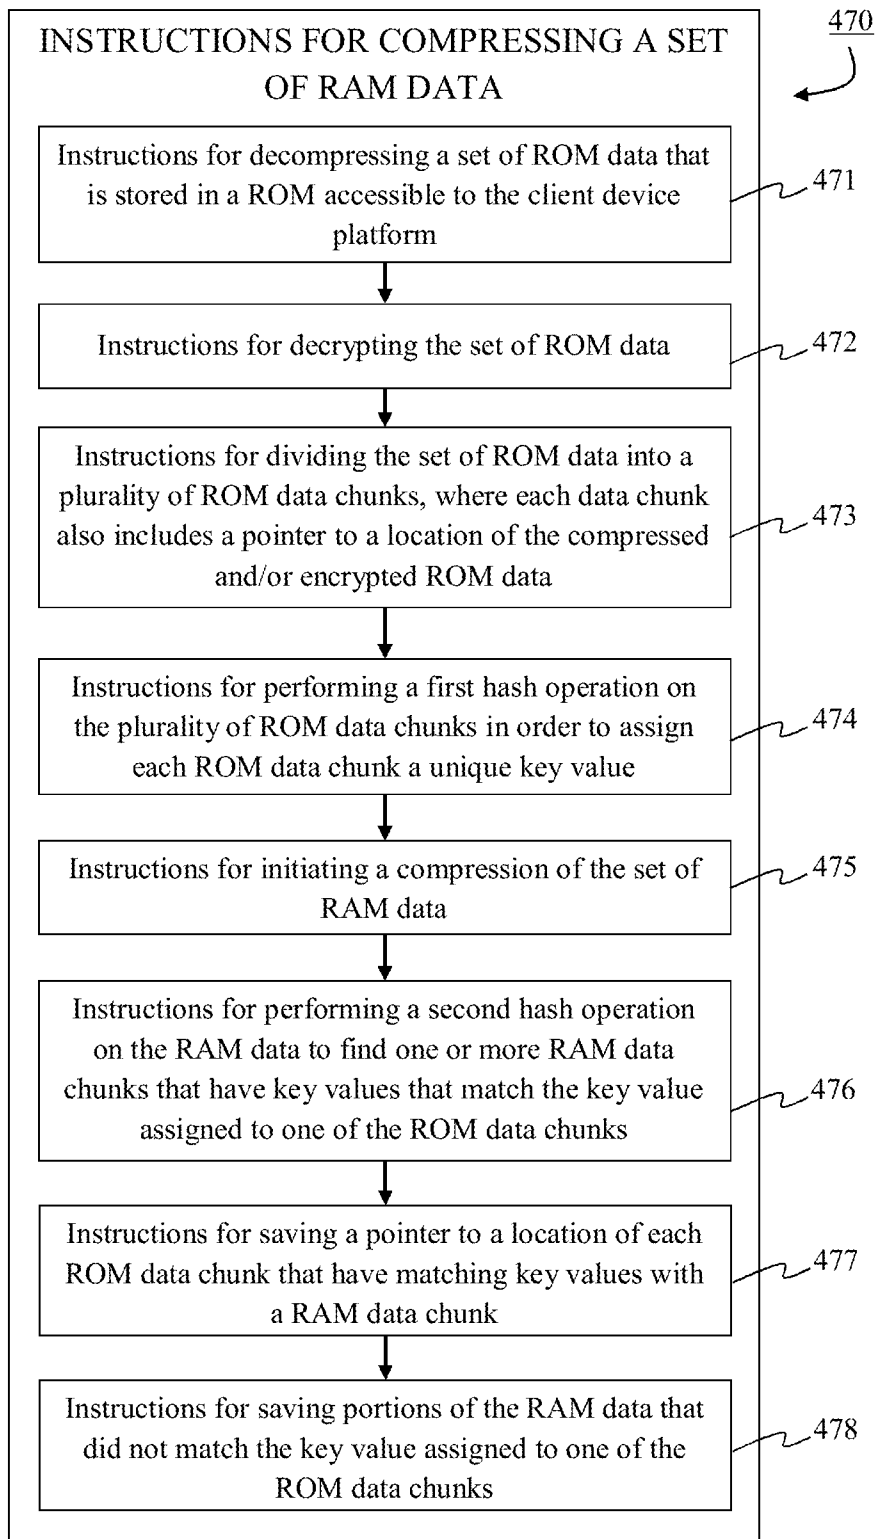 470
INSTRUCTIONS FOR COMPRESSING A SET
OF RAM DATA
Instructions for decompressing a set of ROM data that
is stored in a ROM accessible to the client device
platform
471
Instructions for decrypting the set of ROM data
472
Instructions for dividing the set of ROM data into a
plurality of ROM data chunks, where each data chunk
also includes a pointer to a location of the compressed
and/or encrypted ROM data
473
Instructions for performing a first hash operation on
the plurality of ROM data chunks in order to assign
each ROM data chunk a unique key value
474
Instructions for initiating a compression of the set of
RAM data
475
Instructions for performing a second hash operation
on the RAM data to find one or more RAM data
chunks that have key values that match the key value
assigned to one of the ROM data chunks
476
Instructions for saving a pointer to a location of each
ROM data chunk that have matching key values with
a RAM data chunk
477
Instructions for saving portions of the RAM data that
did not match the key value assigned to one of the
ROM data chunks
478